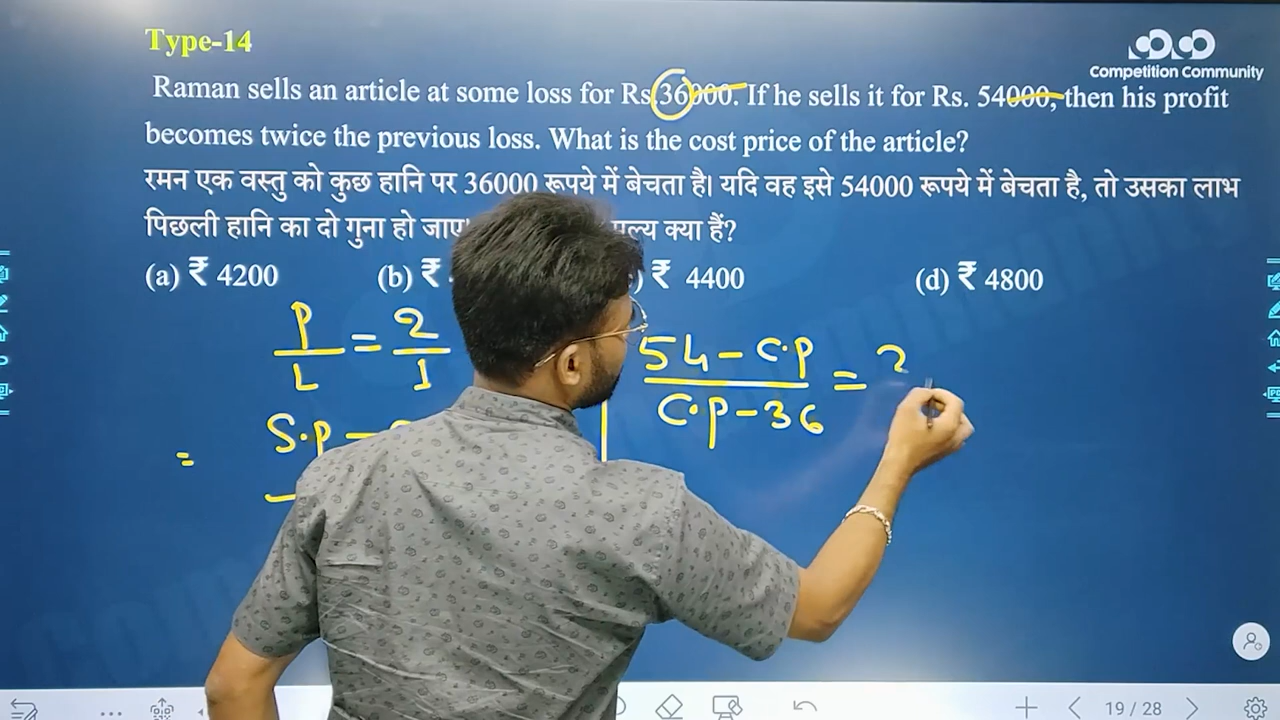 Type-14
Competition Community
Raman sells an article at some loss for Rs. 36000. If he sells it for Rs. 54000, then his profit
becomes twice the previous loss. What is the cost price of the article?
रमन एक वस्तु को कुछ हानि पर 36000 रूपये में बेचता है। यदि वह इसे 54000 रूपये में बेचता है, तो उसका लाभ
पिछली हानि का दो गुना हो क्या हैं?
(a) ₹ 4200 (b) ₹ ₹ 4400 (d) ₹ 4800
P/L = 2/1
54 - C.P / C.P - 36 = 2
= S.P -
19 / 28